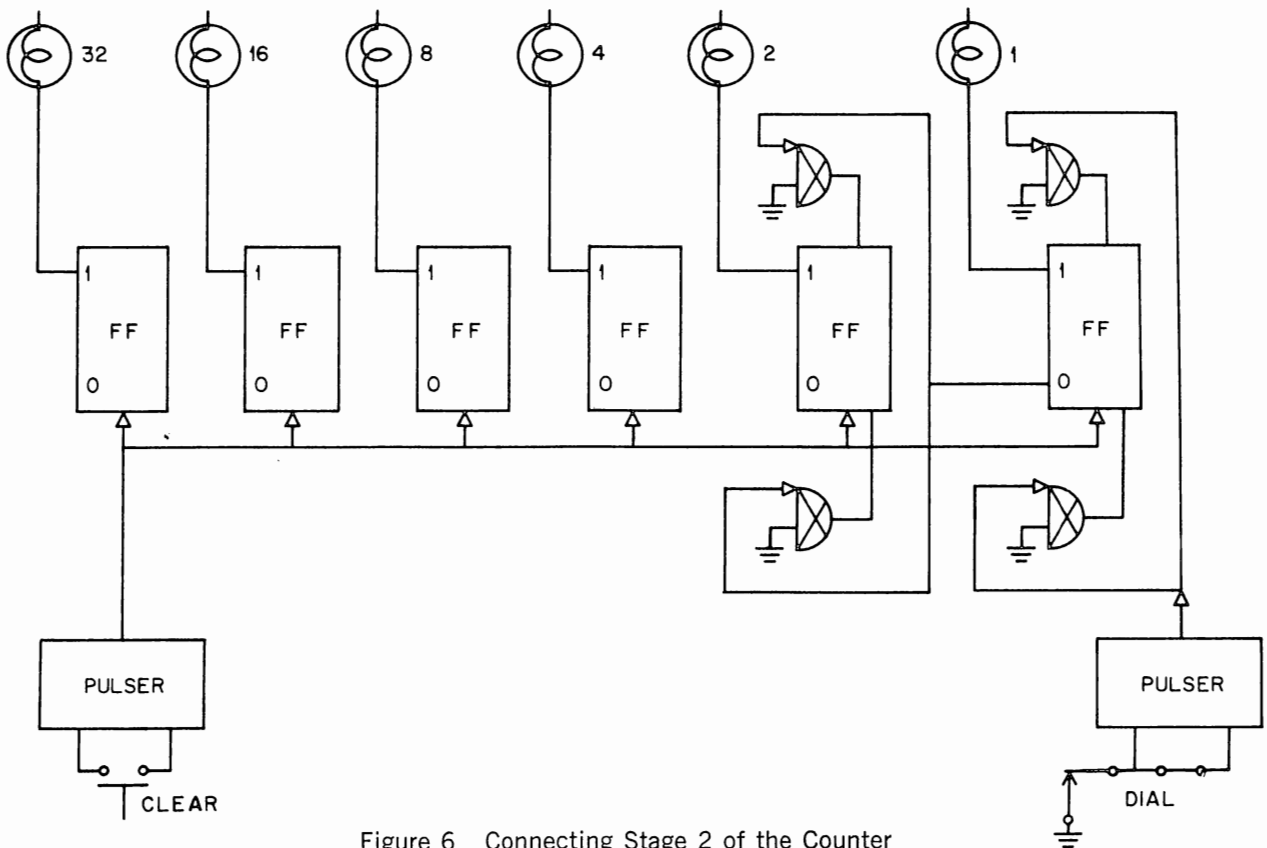 32 16 8 4 2 1
1 1 1 1 1 1
FF FF FF FF FF FF
0 0 0 0 0 0
PULSER PULSER
CLEAR DIAL
Figure 6 Connecting Stage 2 of the Counter